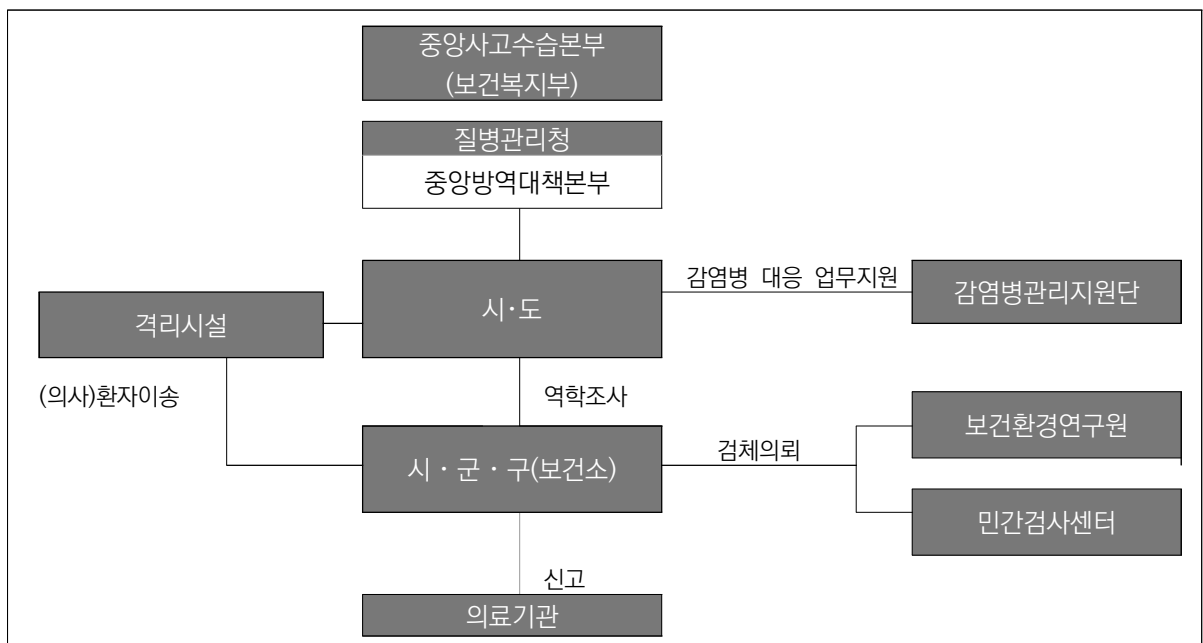 중앙사고수습본부
(보건복지부)
질병관리청
중앙방역대책본부
감염병 대응 업무지원
시·도
감염병관리지원단
격리시설
(의사)환자이송
역학조사
보건환경연구원
검체의뢰
시·군·구(보건소)
민간검사센터
신고
의료기관